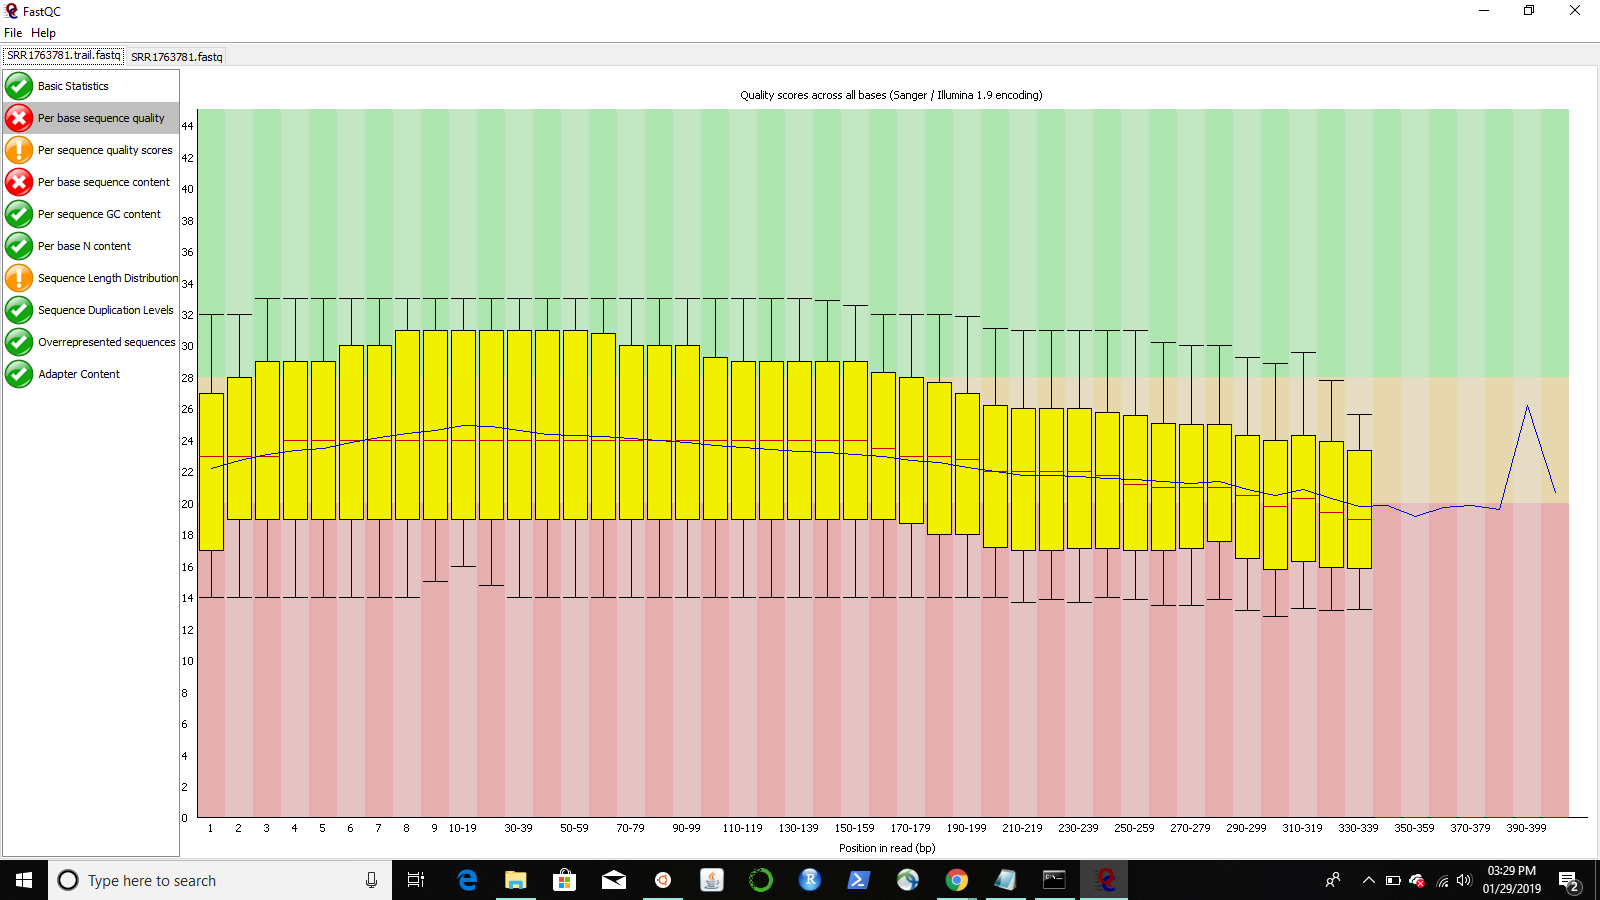 FastQC
File Help
SRR1763781.trail.fastq SRR1763781.fastq
Basic Statistics
Per base sequence quality
Per sequence quality scores
Per base sequence content
Per sequence GC content
Per base N content
Sequence Length Distribution
Sequence Duplication Levels
Overrepresented sequences
Adapter Content
Quality scores across all bases (Sanger / Illumina 1.9 encoding)
44
42
40
38
36
34
32
30
28
26
24
22
20
18
16
14
12
10
8
6
4
2
0
1 2 3 4 5 6 7 8 9 10-19 30-39 50-59 70-79 90-99 110-119 130-139 150-159 170-179 190-199 210-219 230-239 250-259 270-279 290-299 310-319 330-339 350-359 370-379 390-399
Position in read (bp)
Type here to search
03:29 PM
01/29/2019
2